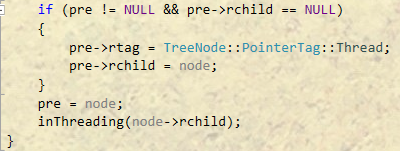 if (pre != NULL && pre->rchild == NULL)
{
pre->rtag = TreeNode::PointerTag::Thread;
pre->rchild = node;
}
pre = node;
inThreading(node->rchild);
}